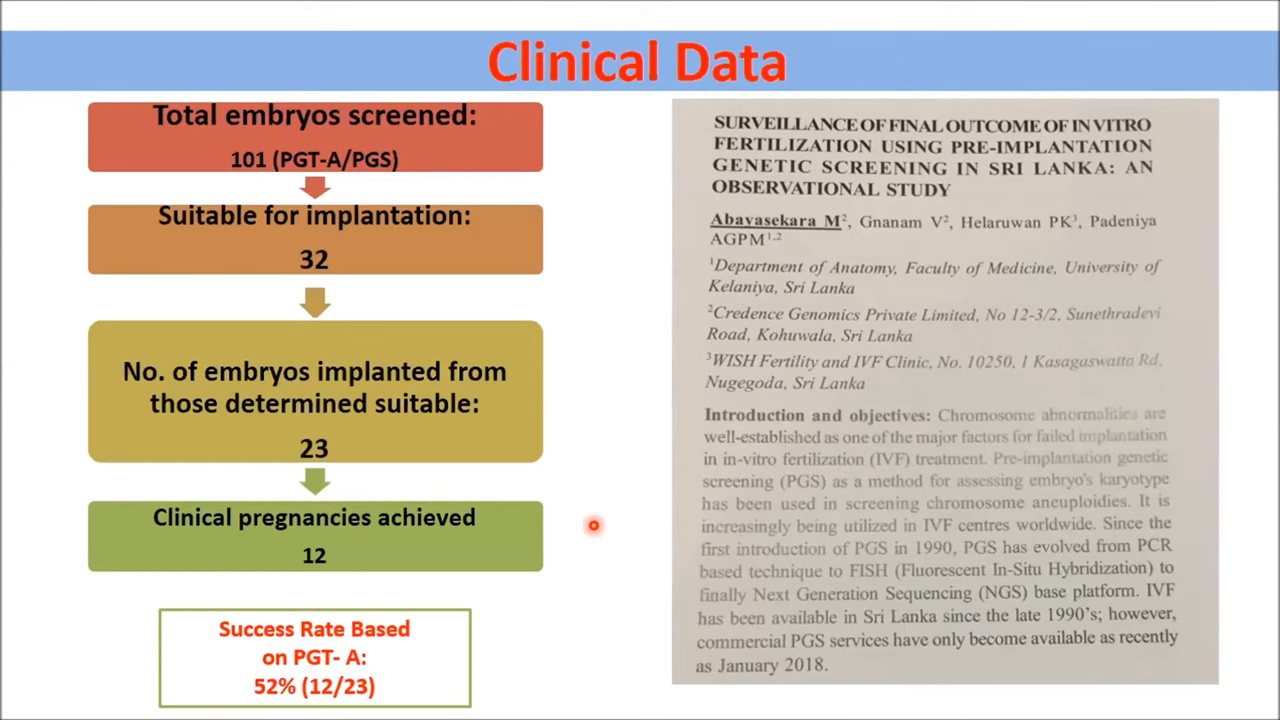 Clinical Data
Total embryos screened:
101 (PGT-A/PGS)
Suitable for implantation:
32
No. of embryos implanted from
those determined suitable:
23
Clinical pregnancies achieved
12
Success Rate Based
on PGT- A:
52% (12/23)
SURVEILLANCE OF FINAL OUTCOME OF IN VITRO
FERTILIZATION USING PRE-IMPLANTATION
GENETIC SCREENING IN SRI LANKA: AN
OBSERVATIONAL STUDY
Abayasekara M², Gnanam V², Helaruwan PK³, Padeniya
AGPM¹,²
¹Department of Anatomy, Faculty of Medicine, University of
Kelaniya, Sri Lanka
²Credence Genomics Private Limited, No 12-3/2, Sunethradevi
Road, Kohuwala, Sri Lanka
³WISH Fertility and IVF Clinic, No. 10250, 1 Kasagaswatta Rd,
Nugegoda, Sri Lanka
Introduction and objectives: Chromosome abnormalities are
well-established as one of the major factors for failed implantation
in in-vitro fertilization (IVF) treatment. Pre-implantation genetic
screening (PGS) as a method for assessing embryo's karyotype
has been used in screening chromosome aneuploidies. It is
increasingly being utilized in IVF centres worldwide. Since the
first introduction of PGS in 1990, PGS has evolved from PCR
based technique to FISH (Fluorescent In-Situ Hybridization) to
finally Next Generation Sequencing (NGS) base platform. IVF
has been available in Sri Lanka since the late 1990's; however,
commercial PGS services have only become available as recently
as January 2018.